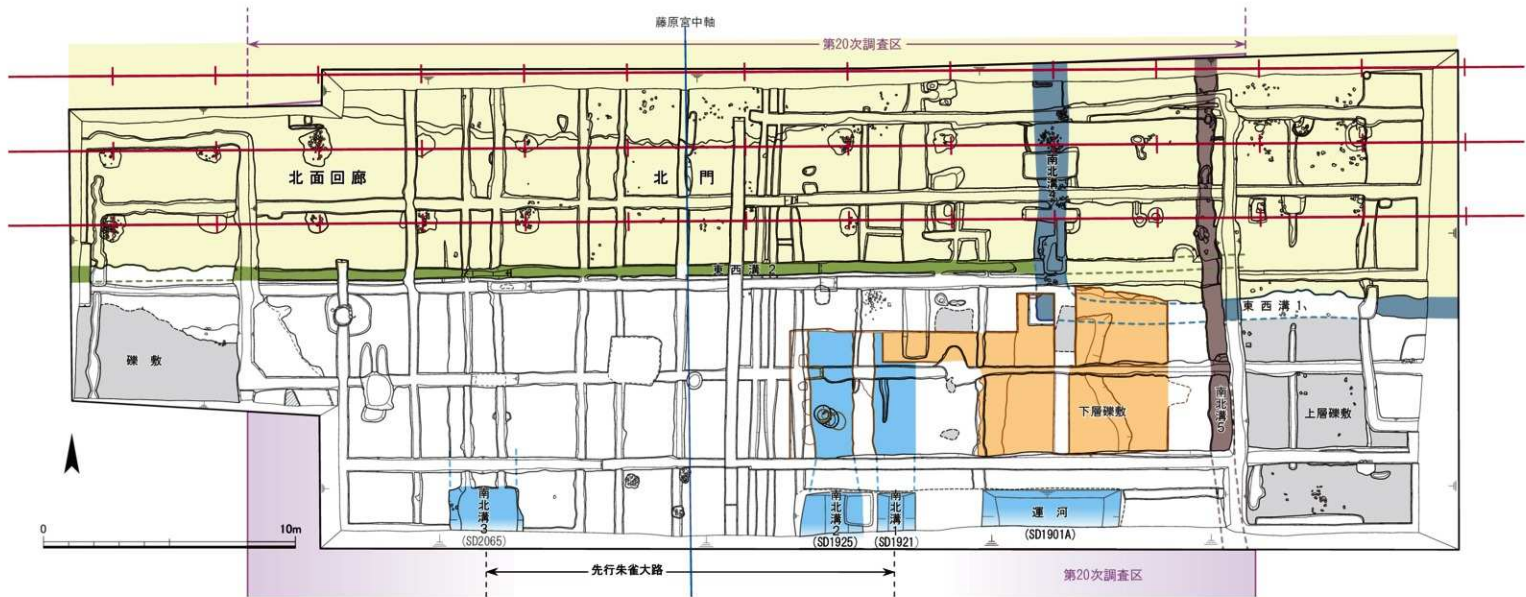 藤原宮中軸
第20次調査区
北面回廊
北門
南北溝4
東西溝2
東西溝1
礫敷
下層礫敷
南北溝5
上層礫敷
南北溝3
(SD2065)
南北溝2
(SD1925)
南北溝1
(SD1921)
運河
(SD1901A)
0
10m
先行朱雀大路
第20次調査区